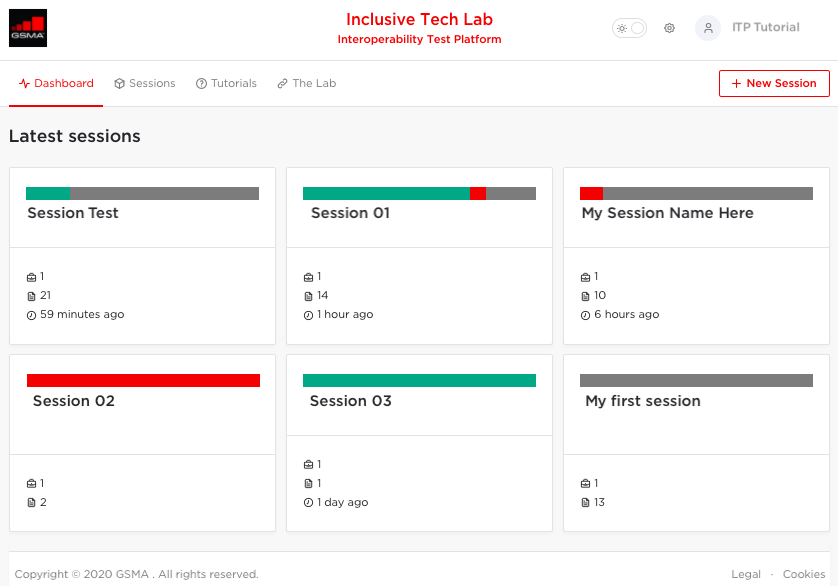 GSMA
Inclusive Tech Lab
Interoperability Test Platform
ITP Tutorial
Dashboard
Sessions
Tutorials
The Lab
+ New Session
Latest sessions
Session Test
1
21
59 minutes ago
Session 01
1
14
1 hour ago
My Session Name Here
1
10
6 hours ago
Session 02
1
2
Session 03
1
1
1 day ago
My first session
1
13
Copyright © 2020 GSMA . All rights reserved.
Legal · Cookies